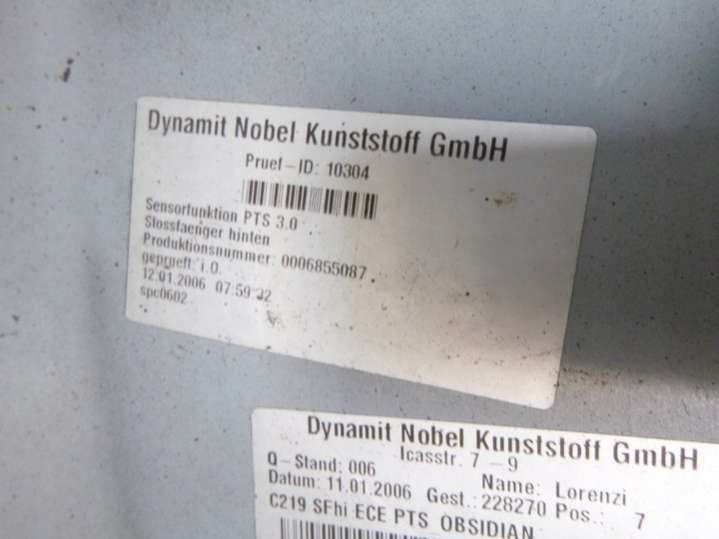 Dynamit Nobel Kunststoff GmbH
Pruef-ID: 10304
Sensorfunktion PTS 3.0
Stossfaenger hinten
Produktionsnummer: 0006855087
geprueft: i.O.
12.01.2006 07:59:32
spc0602
Dynamit Nobel Kunststoff GmbH
Icasstr. 7-9
Q-Stand: 006 Name: Lorenzi
Datum: 11.01.2006 Gest.: 228270 Pos.: 7
C219 SFhi ECE PTS OBSIDIAN